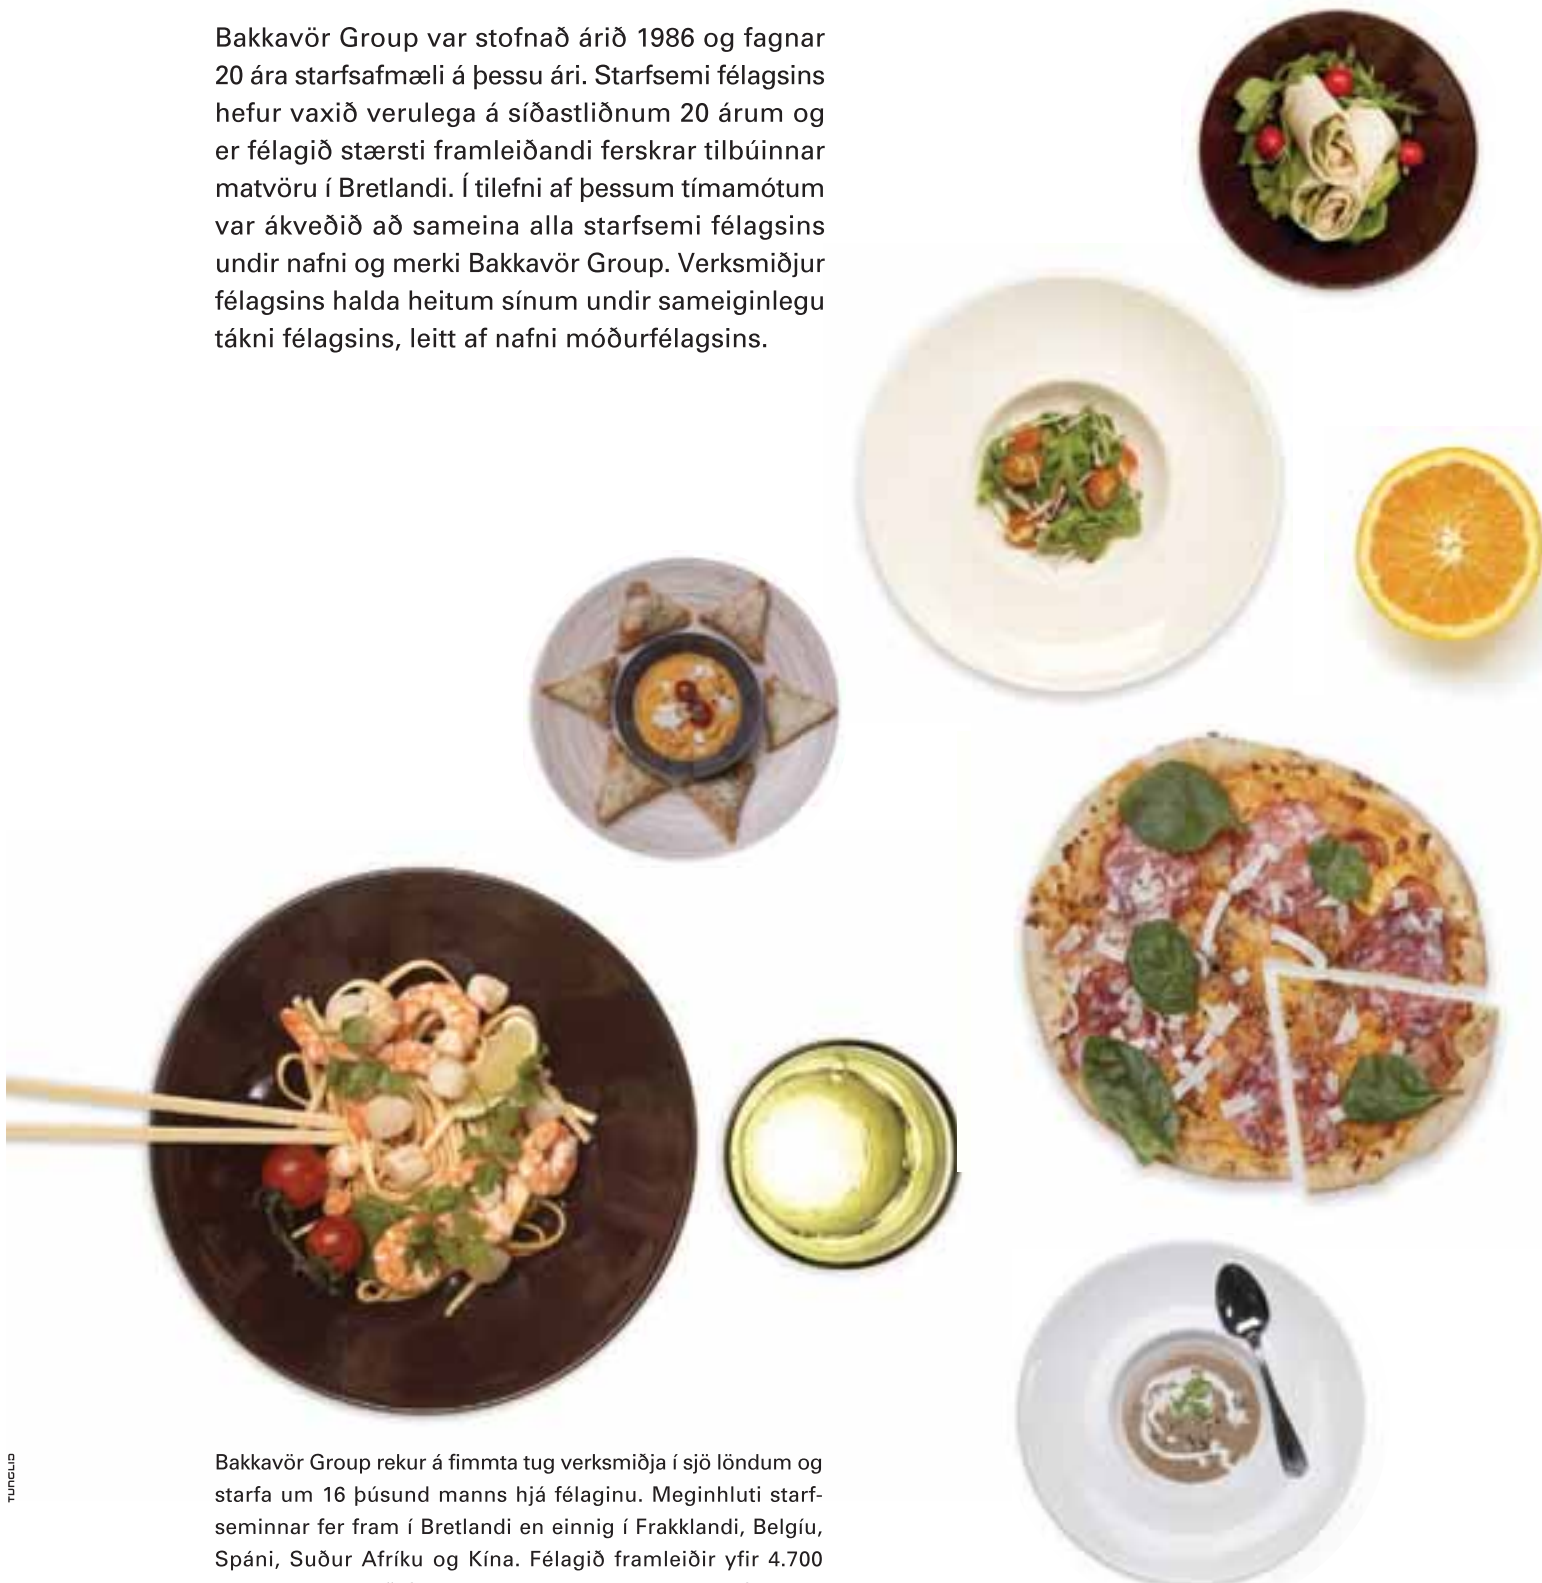 Bakkavör Group var stofnað árið 1986 og fagnar
20 ára starfsafmæli á þessu ári. Starfsemi félagsins
hefur vaxið verulega á síðastliðnum 20 árum og
er félagið stærsti framleiðandi ferskrar tilbúinnar
matvöru í Bretlandi. Í tilefni af þessum tímamótum
var ákveðið að sameina alla starfsemi félagsins
undir nafni og merki Bakkavör Group. Verksmiðjur
félagsins halda heitum sínum undir sameiginlegu
tákni félagsins, leitt af nafni móðurfélagsins.
Bakkavör Group rekur á fimmta tug verksmiðja í sjö löndum og
starfa um 16 þúsund manns hjá félaginu. Meginhluti starf-
seminnar fer fram í Bretlandi en einnig í Frakklandi, Belgíu,
Spáni, Suður Afríku og Kína. Félagið framleiðir yfir 4.700
TUNGLID